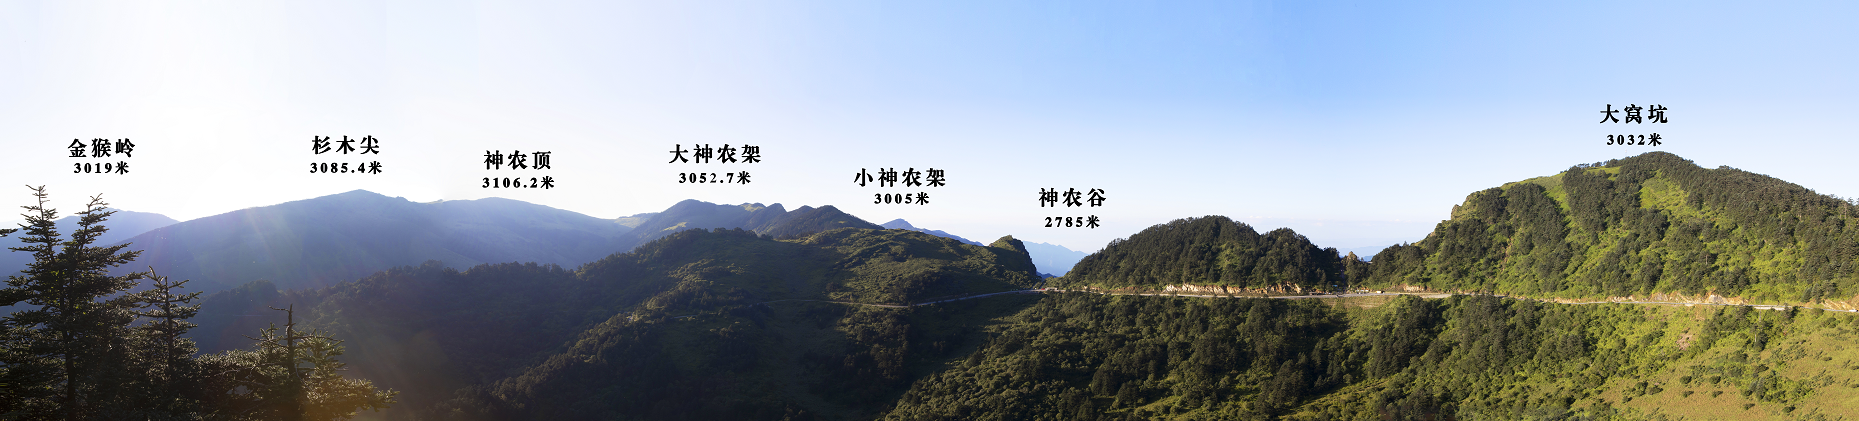 金猴岭
3019米
杉木尖
3085.4米
神农顶
3106.2米
大神农架
3052.7米
小神农架
3005米
神农谷
2785米
大窝坑
3032米